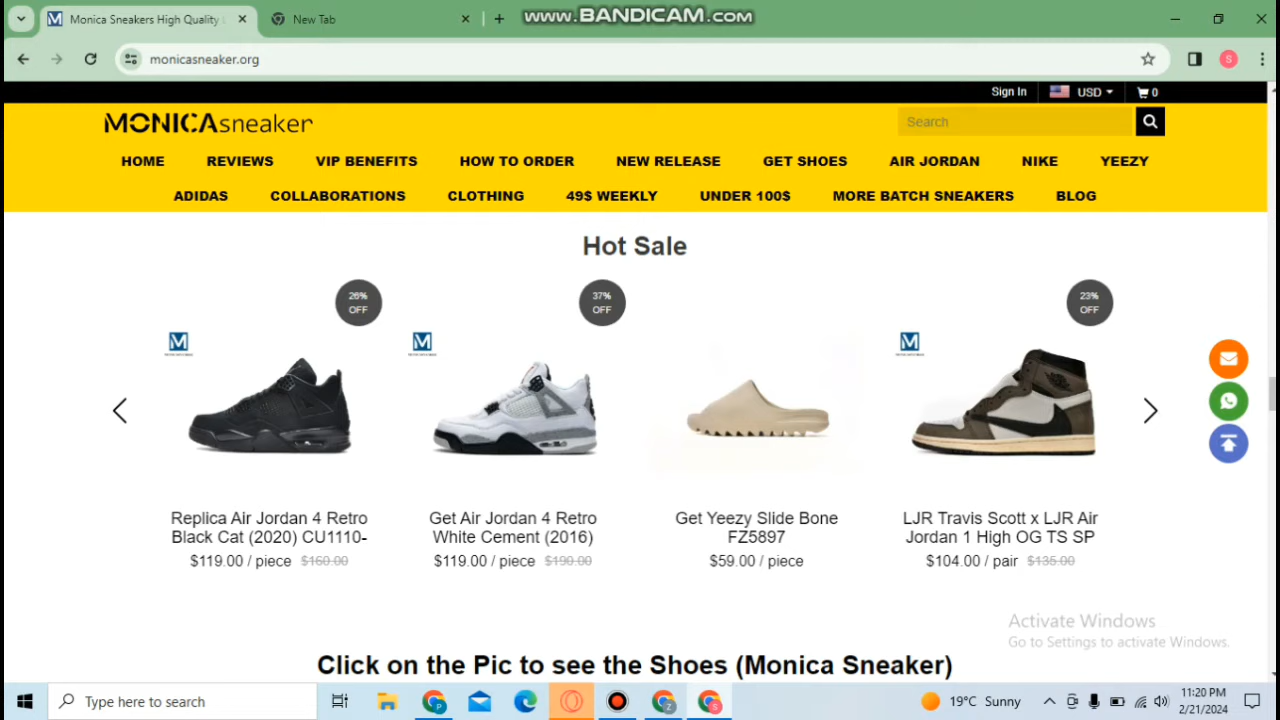 Monica Sneakers High Quality
New Tab
www.BANDICAM.com
monicasneaker.org
Sign In
USD
0
MONICAsneaker
Search
HOME
REVIEWS
VIP BENEFITS
HOW TO ORDER
NEW RELEASE
GET SHOES
AIR JORDAN
NIKE
YEEZY
ADIDAS
COLLABORATIONS
CLOTHING
49$ WEEKLY
UNDER 100$
MORE BATCH SNEAKERS
BLOG
Hot Sale
26%
OFF
37%
OFF
23%
OFF
Replica Air Jordan 4 Retro
Black Cat (2020) CU1110-
$119.00 / piece $160.00
Get Air Jordan 4 Retro
White Cement (2016)
$119.00 / piece $190.00
Get Yeezy Slide Bone
FZ5897
$59.00 / piece
LJR Travis Scott x LJR Air
Jordan 1 High OG TS SP
$104.00 / pair $135.00
Activate Windows
Go to Settings to activate Windows.
Click on the Pic to see the Shoes (Monica Sneaker)
Type here to search
19°C Sunny
11:20 PM
2/21/2024